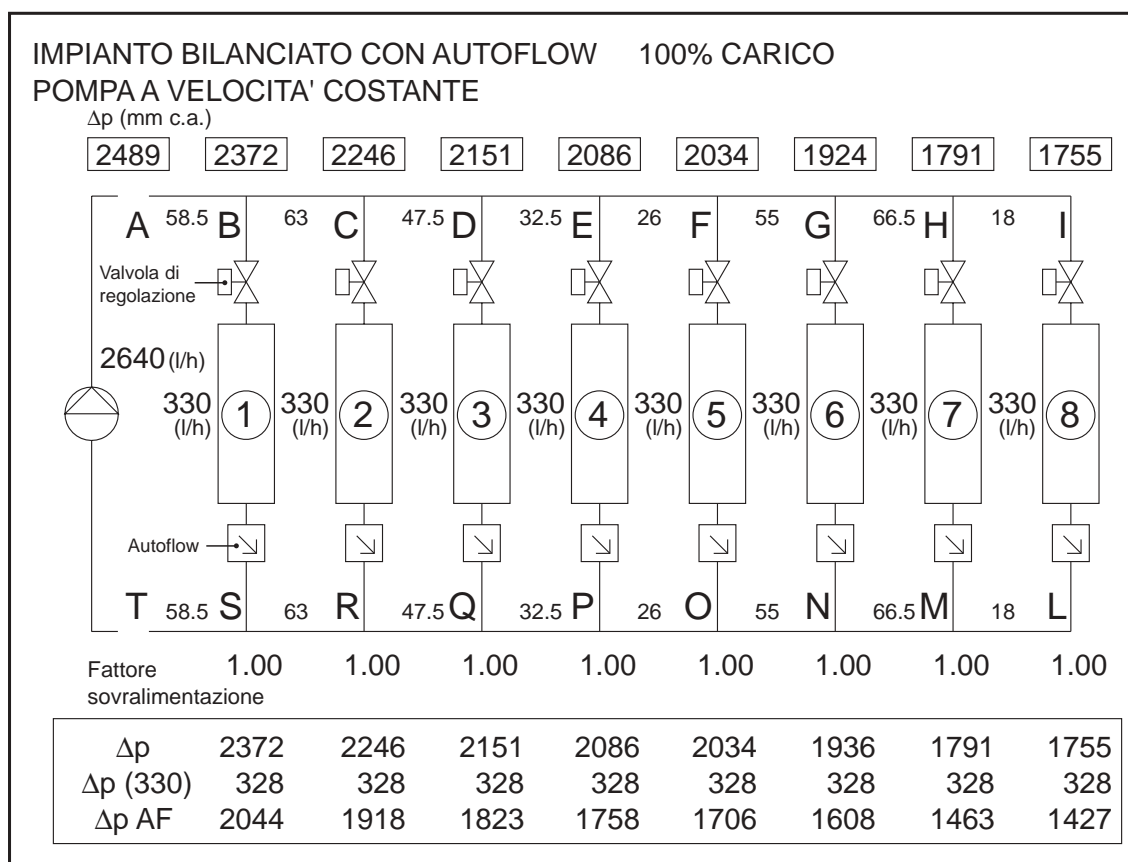 IMPIANTO BILANCIATO CON AUTOFLOW 100% CARICO
POMPA A VELOCITA' COSTANTE
Δp (mm c.a.)
2489 2372 2246 2151 2086 2034 1924 1791 1755
A 58.5 B 63 C 47.5 D 32.5 E 26 F 55 G 66.5 H 18 I
Valvola di
regolazione
2640 (l/h)
330 1 330 2 330 3 330 4 330 5 330 6 330 7 330 8
(l/h) (l/h) (l/h) (l/h) (l/h) (l/h) (l/h) (l/h)
Autoflow
T 58.5 S 63 R 47.5 Q 32.5 P 26 O 55 N 66.5 M 18 L
Fattore 1.00 1.00 1.00 1.00 1.00 1.00 1.00 1.00
sovralimentazione
Δp 2372 2246 2151 2086 2034 1936 1791 1755
Δp (330) 328 328 328 328 328 328 328 328
Δp AF 2044 1918 1823 1758 1706 1608 1463 1427